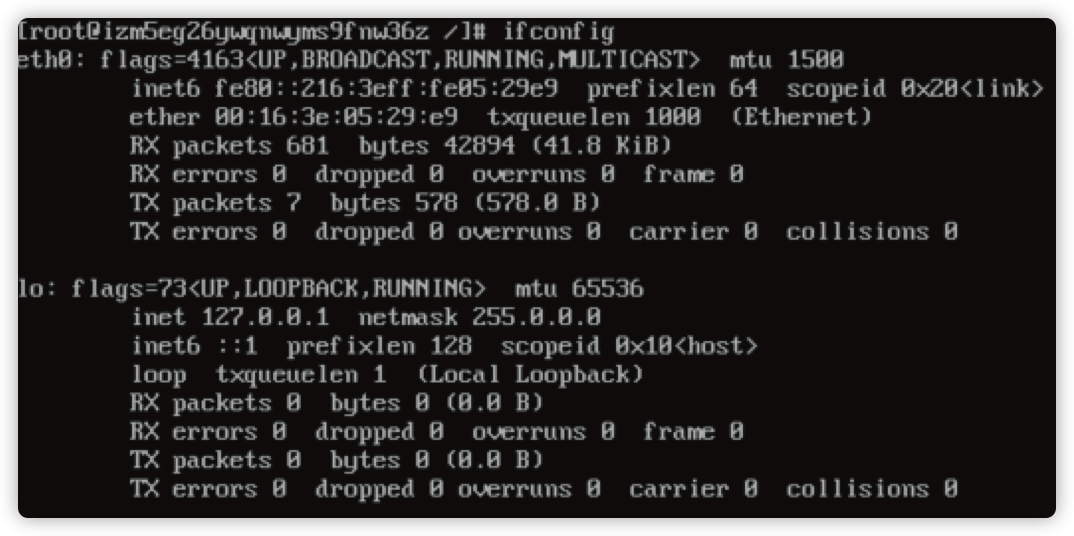 [root@izm5eg26ywqnwyms9fnw36z /]# ifconfig
eth0: flags=4163<UP,BROADCAST,RUNNING,MULTICAST>  mtu 1500
        inet6 fe80::216:3eff:fe05:29e9  prefixlen 64  scopeid 0x20<link>
        ether 00:16:3e:05:29:e9  txqueuelen 1000  (Ethernet)
        RX packets 681  bytes 42894 (41.8 KiB)
        RX errors 0  dropped 0  overruns 0  frame 0
        TX packets 7  bytes 578 (578.0 B)
        TX errors 0  dropped 0 overruns 0  carrier 0  collisions 0

lo: flags=73<UP,LOOPBACK,RUNNING>  mtu 65536
        inet 127.0.0.1  netmask 255.0.0.0
        inet6 ::1  prefixlen 128  scopeid 0x10<host>
        loop  txqueuelen 1  (Local Loopback)
        RX packets 0  bytes 0 (0.0 B)
        RX errors 0  dropped 0  overruns 0  frame 0
        TX packets 0  bytes 0 (0.0 B)
        TX errors 0  dropped 0 overruns 0  carrier 0  collisions 0